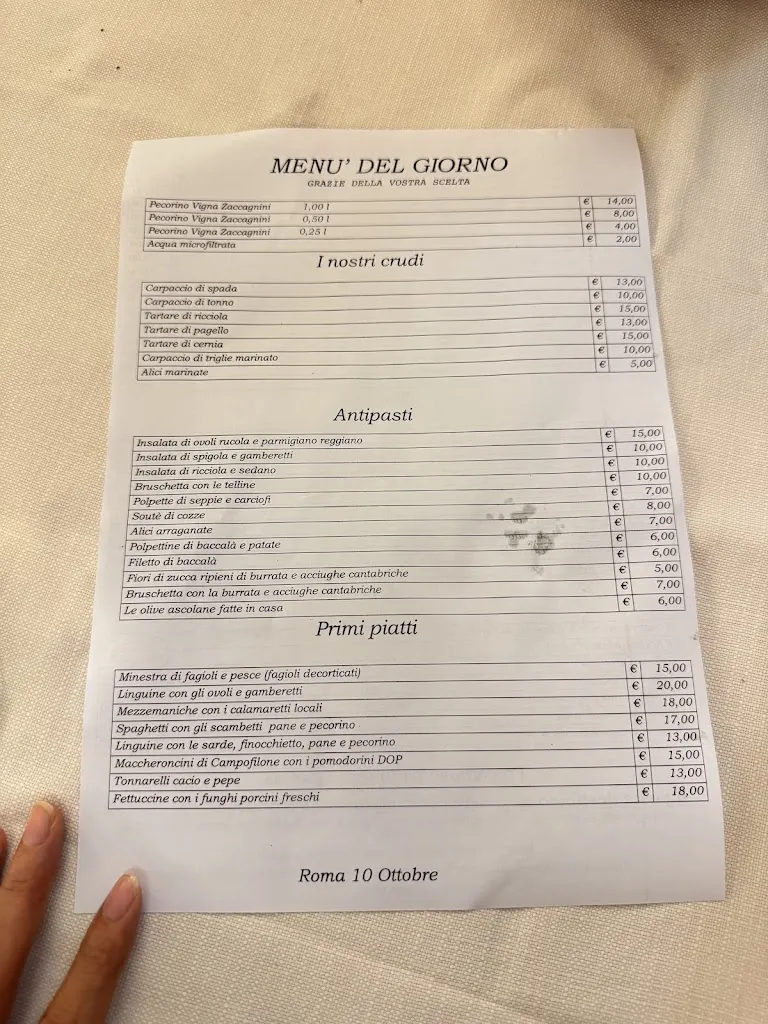 MENU' DEL GIORNO
GRAZIE DELLA VOSTRA SCELTA
Pecorino Vigna Zaccagnini 1,00 l € 14,00
Pecorino Vigna Zaccagnini 0,50 l € 8,00
Pecorino Vigna Zaccagnini 0,25 l € 4,00
Acqua microfiltrata € 2,00
I nostri crudi
Carpaccio di spada € 13,00
Carpaccio di tonno € 10,00
Tartare di ricciola € 15,00
Tartare di pagello € 13,00
Tartare di cernia € 15,00
Carpaccio di triglie marinato € 10,00
Alici marinate € 5,00
Antipasti
Insalata di ovoli rucola e parmigiano reggiano € 15,00
Insalata di spigola e gamberetti € 10,00
Insalata di ricciola e sedano € 10,00
Bruschetta con le telline € 10,00
Polpette di seppie e carciofi € 7,00
Soutè di cozze € 8,00
Alici arraganate € 7,00
Polpettine di baccalà e patate € 6,00
Filetto di baccalà € 6,00
Fiori di zucca ripieni di burrata e acciughe cantabriche € 5,00
Bruschetta con la burrata e acciughe cantabriche € 7,00
Le olive ascolane fatte in casa € 6,00
Primi piatti
Minestra di fagioli e pesce (fagioli decorticati) € 15,00
Linguine con gli ovoli e gamberetti € 20,00
Mezzemaniche con i calamaretti locali € 18,00
Spaghetti con gli scambetti pane e pecorino € 17,00
Linguine con le sarde, finocchietto, pane e pecorino € 13,00
Maccheroncini di Campofilone con i pomodorini DOP € 15,00
Tonnarelli cacio e pepe € 13,00
Fettuccine con i funghi porcini freschi € 18,00
Roma 10 Ottobre